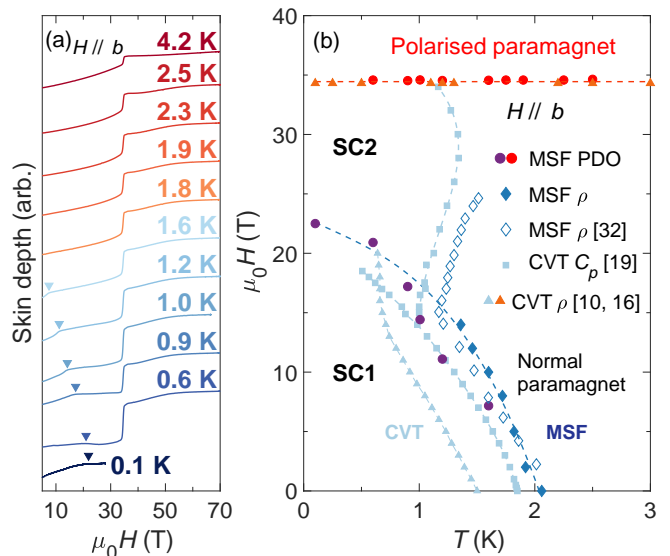 (a)
H // b
4.2 K
2.5 K
2.3 K
1.9 K
1.8 K
1.6 K
1.2 K
1.0 K
0.9 K
0.6 K
0.1 K
Skin depth (arb.)
10 30 50 70
μ₀H (T)
(b)
Polarised paramagnet
H // b
SC2
MSF PDO
MSF ρ
MSF ρ [32]
CVT Cₚ [19]
CVT ρ [10, 16]
SC1
Normal
paramagnet
CVT
MSF
40
30
20
10
0
μ₀H (T)
0 1 2 3
T (K)